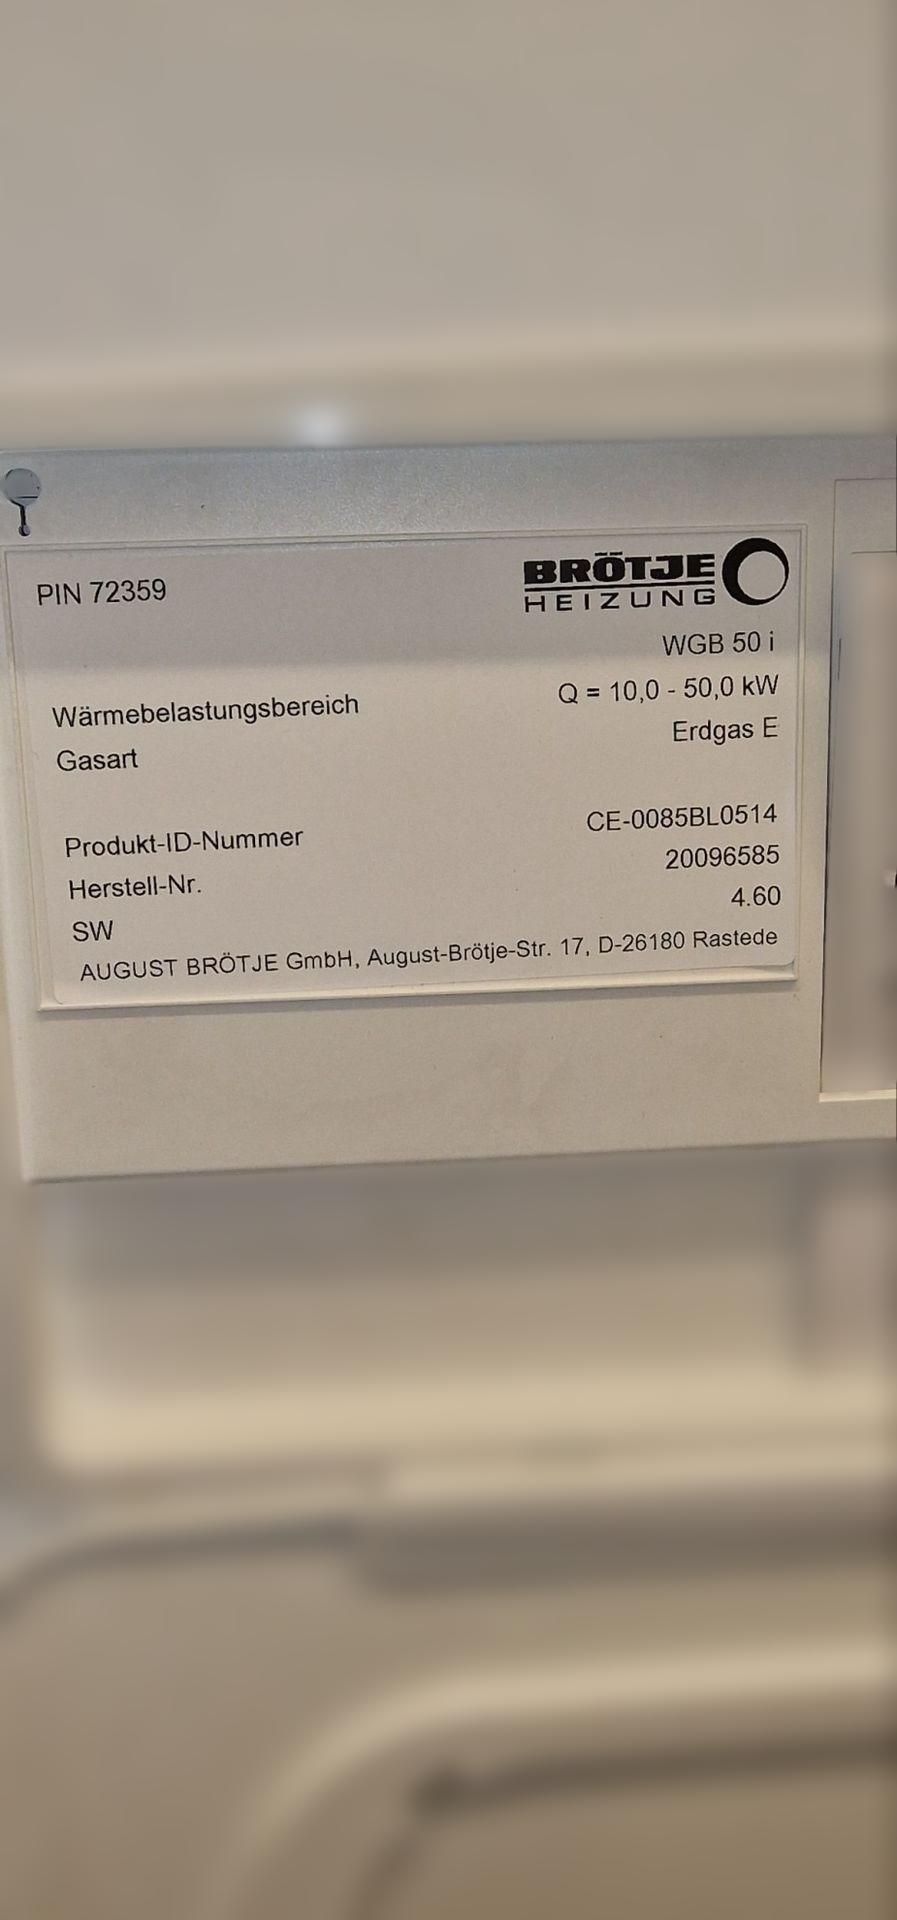 PIN 72359
BRÖTJE
HEIZUNG
WGB 50 i
Wärmebelastungsbereich Q = 10,0 - 50,0 kW
Gasart Erdgas E
Produkt-ID-Nummer CE-0085BL0514
Herstell-Nr. 20096585
SW 4.60
AUGUST BRÖTJE GmbH, August-Brötje-Str. 17, D-26180 Rastede